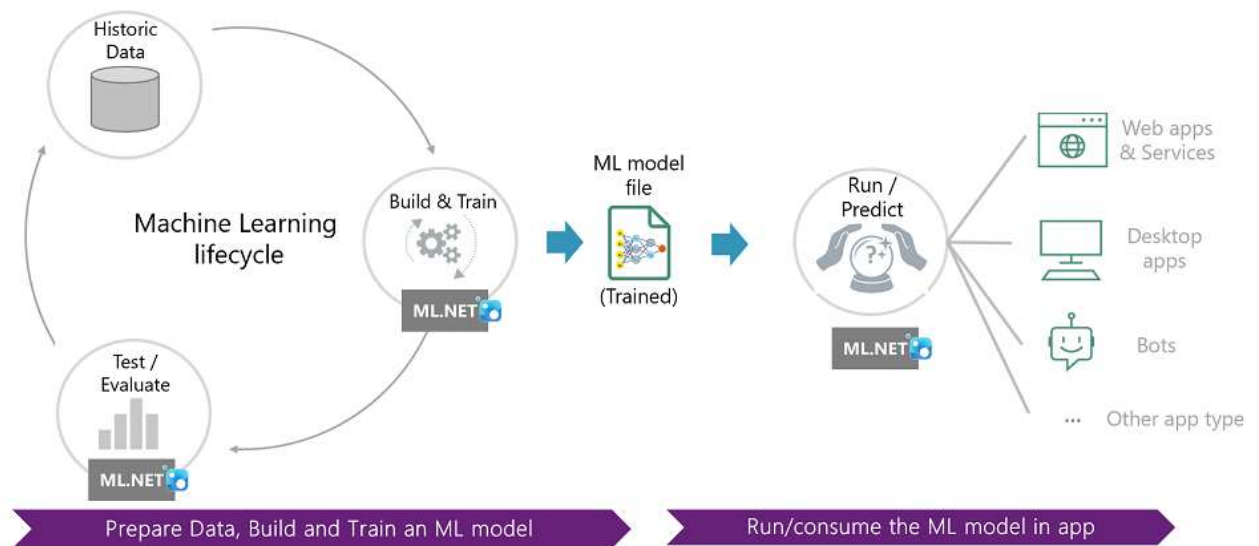 Historic
Data
Machine Learning
lifecycle
Build & Train
ML.NET
Test /
Evaluate
ML.NET
ML model
file
(Trained)
Run /
Predict
?
ML.NET
Web apps
& Services
Desktop
apps
Bots
... Other app type
Prepare Data, Build and Train an ML model
Run/consume the ML model in app